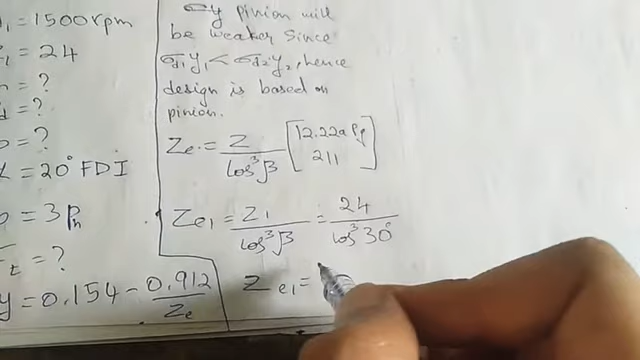 ₁ = 1500 rpm
₁ = 24
= ?
= ?
= ?
= 20° FDI
= 3 Pn
= ?
y = 0.154 - 0.912 / Ze
σy pinion will
be weaker since
σd1 y1 < σd2 y2, hence
design is based on
pinion.
Ze = Z / cos³β [12.22a Pg 211]
Ze1 = Z1 / cos³β = 24 / cos³30°
Ze1 =